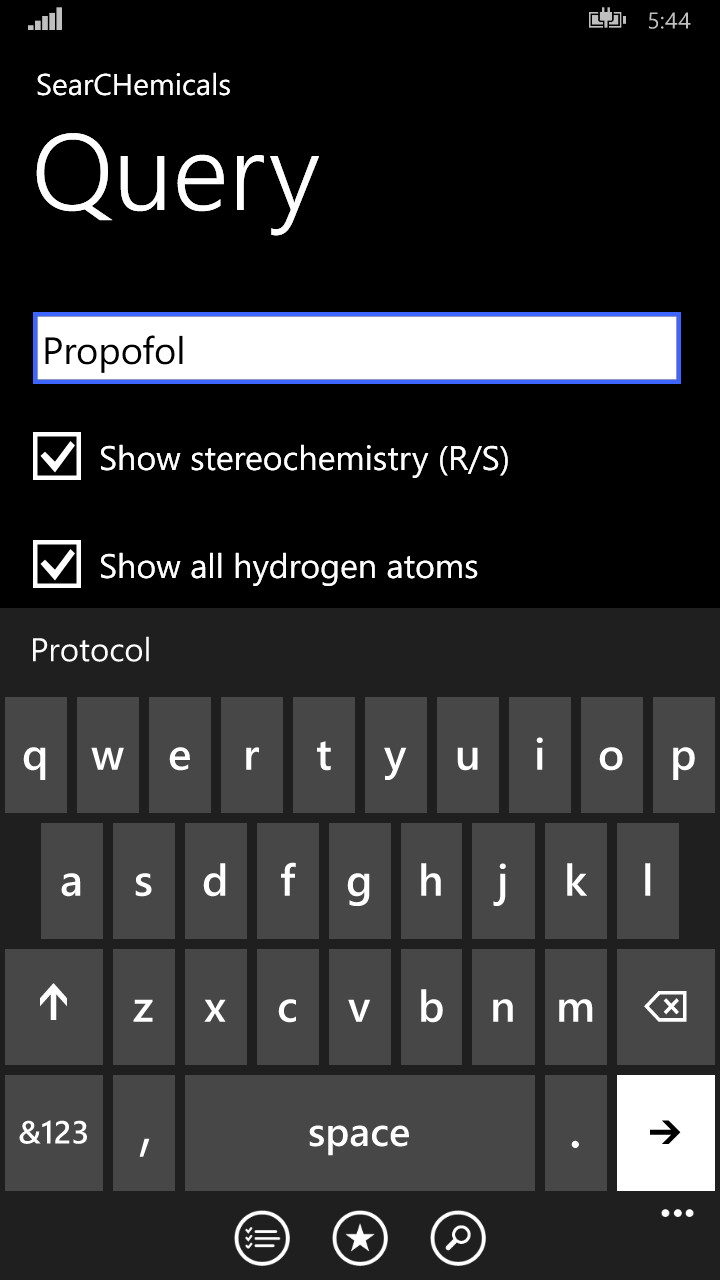 5:44
SearCHemicals
Query
Propofol
Show stereochemistry (R/S)
Show all hydrogen atoms
Protocol
q w e r t y u i o p
a s d f g h j k l
z x c v b n m
&123 , space .